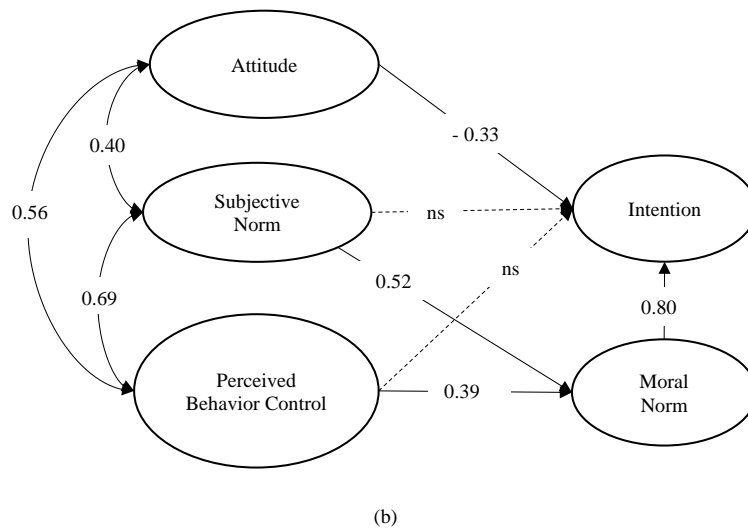 Attitude
- 0.33
0.40
Subjective
Norm
ns
Intention
0.56
0.69
0.52
ns
0.80
Perceived
Behavior Control
0.39
Moral
Norm
(b)